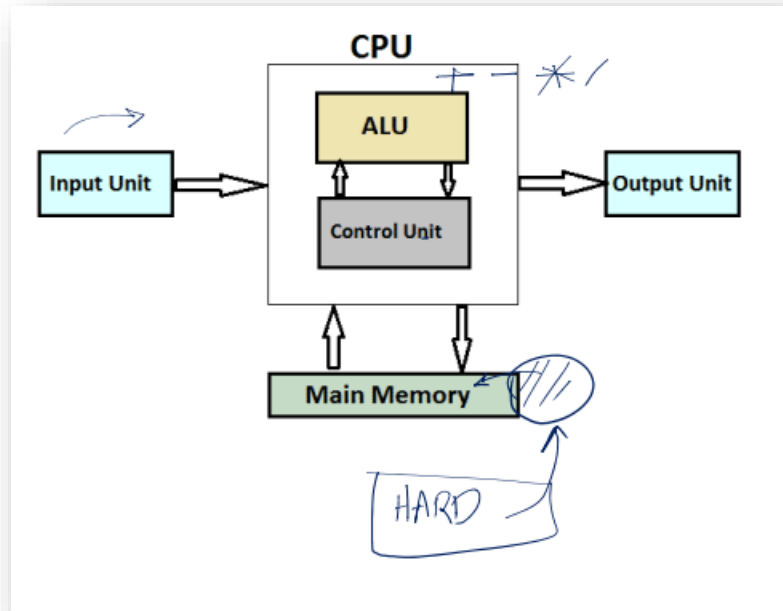 CPU
+ - * /
ALU
Input Unit
Output Unit
Control Unit
Main Memory
HARD